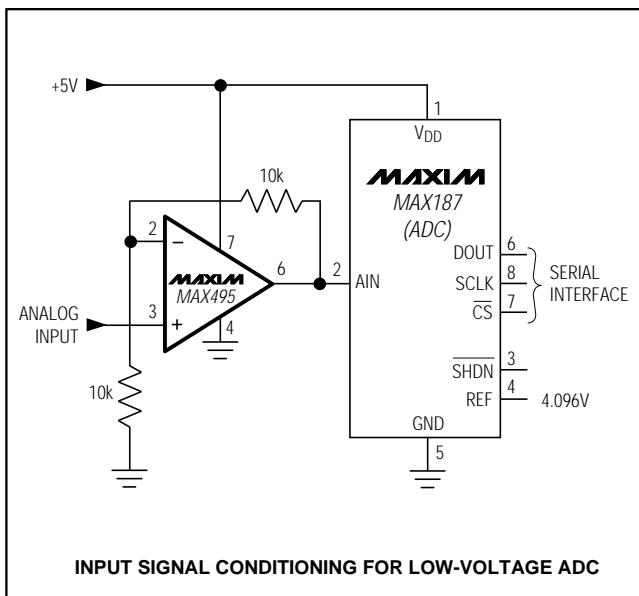 +5V
1
VDD
10k
MAXIM
MAX187
(ADC)
2
−
7
MAXIM
MAX495
6
2
AIN
DOUT
6
SCLK
8
CS
7
SERIAL
INTERFACE
ANALOG
INPUT
3
+
4
SHDN
3
REF
4
4.096V
10k
GND
5
INPUT SIGNAL CONDITIONING FOR LOW-VOLTAGE ADC